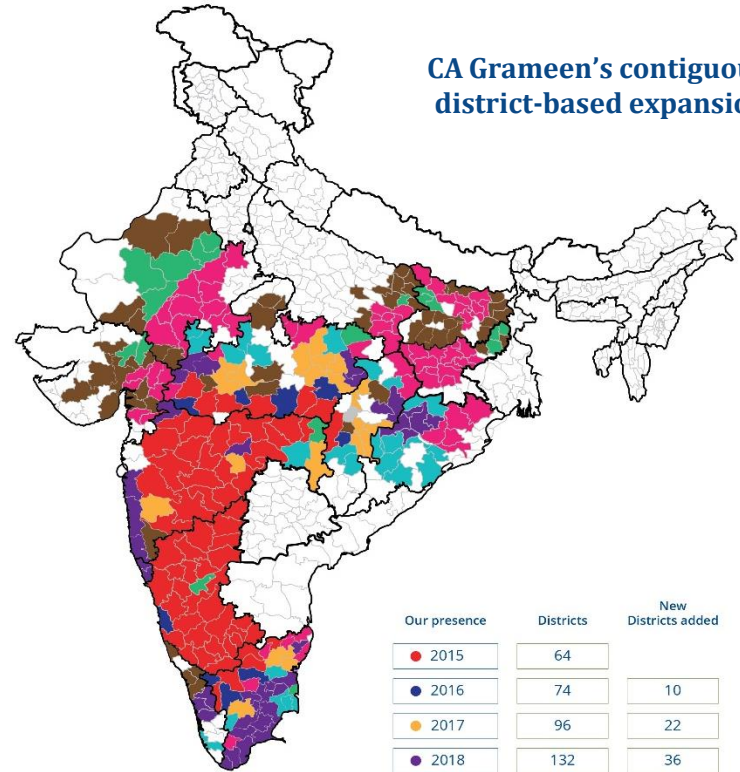 CA Grameen's contiguou
district-based expansio
Our presence Districts New Districts added
2015 64
2016 74 10
2017 96 22
2018 132 36